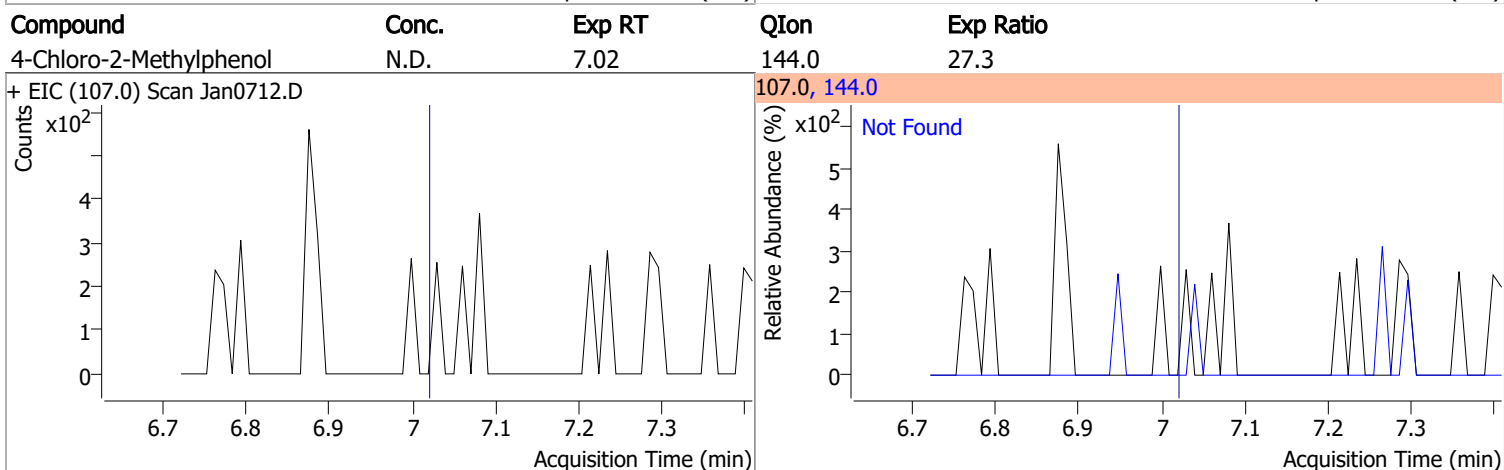 Compound Conc. Exp RT QIon Exp Ratio
4-Chloro-2-Methylphenol N.D. 7.02 144.0 27.3
+ EIC (107.0) Scan Jan0712.D
Counts
x10²
4
3
2
1
0
6.7 6.8 6.9 7 7.1 7.2 7.3
Acquisition Time (min)
107.0, 144.0
Relative Abundance (%)
x10²
Not Found
5
4
3
2
1
0
6.7 6.8 6.9 7 7.1 7.2 7.3
Acquisition Time (min)